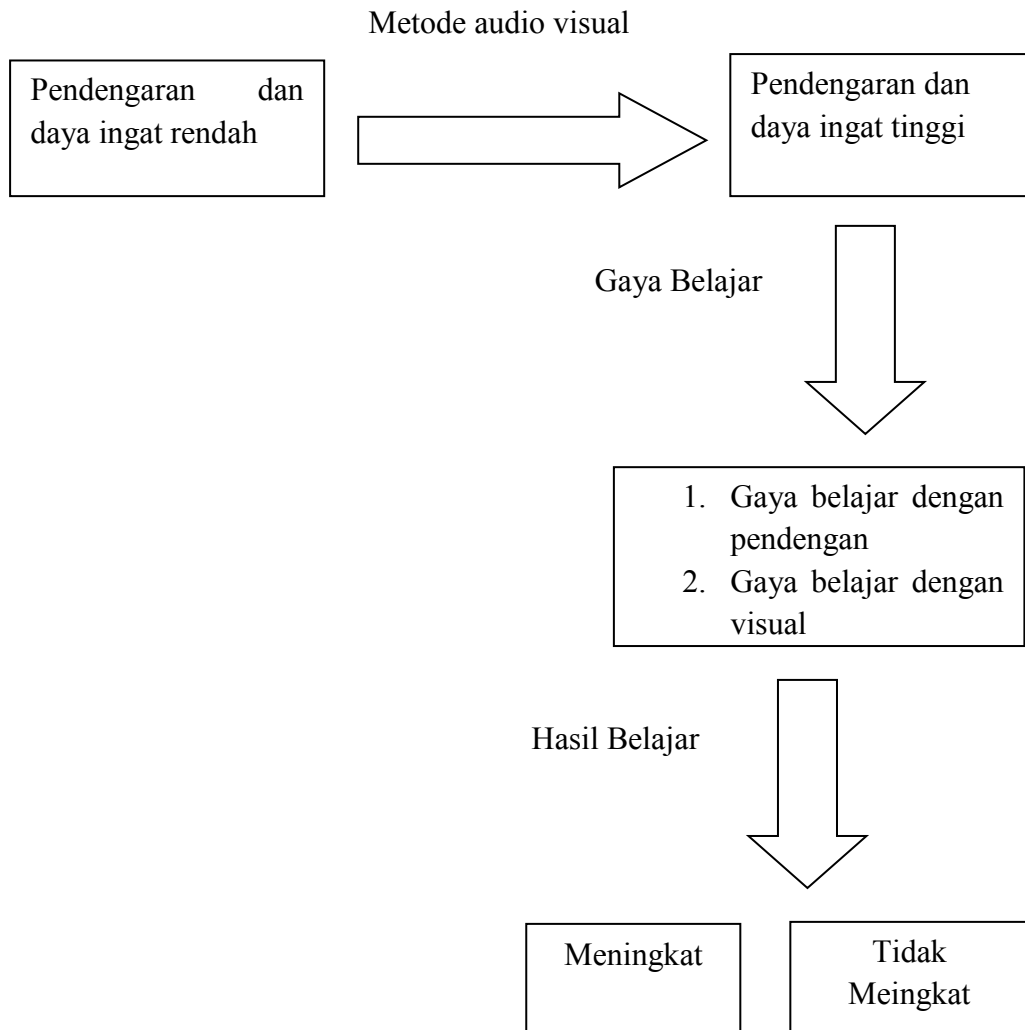 Metode audio visual
Pendengaran dan
daya ingat rendah
Pendengaran dan
daya ingat tinggi
Gaya Belajar
1. Gaya belajar dengan
pendengan
2. Gaya belajar dengan
visual
Hasil Belajar
Meningkat
Tidak
Meingkat